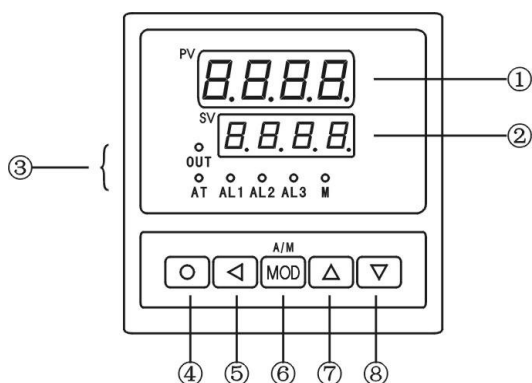 PV 8.8.8.8. ①
SV 8.8.8.8. ②
③ OUT
AT AL1 AL2 AL3 M
A/M
MOD
④ ⑤ ⑥ ⑦ ⑧